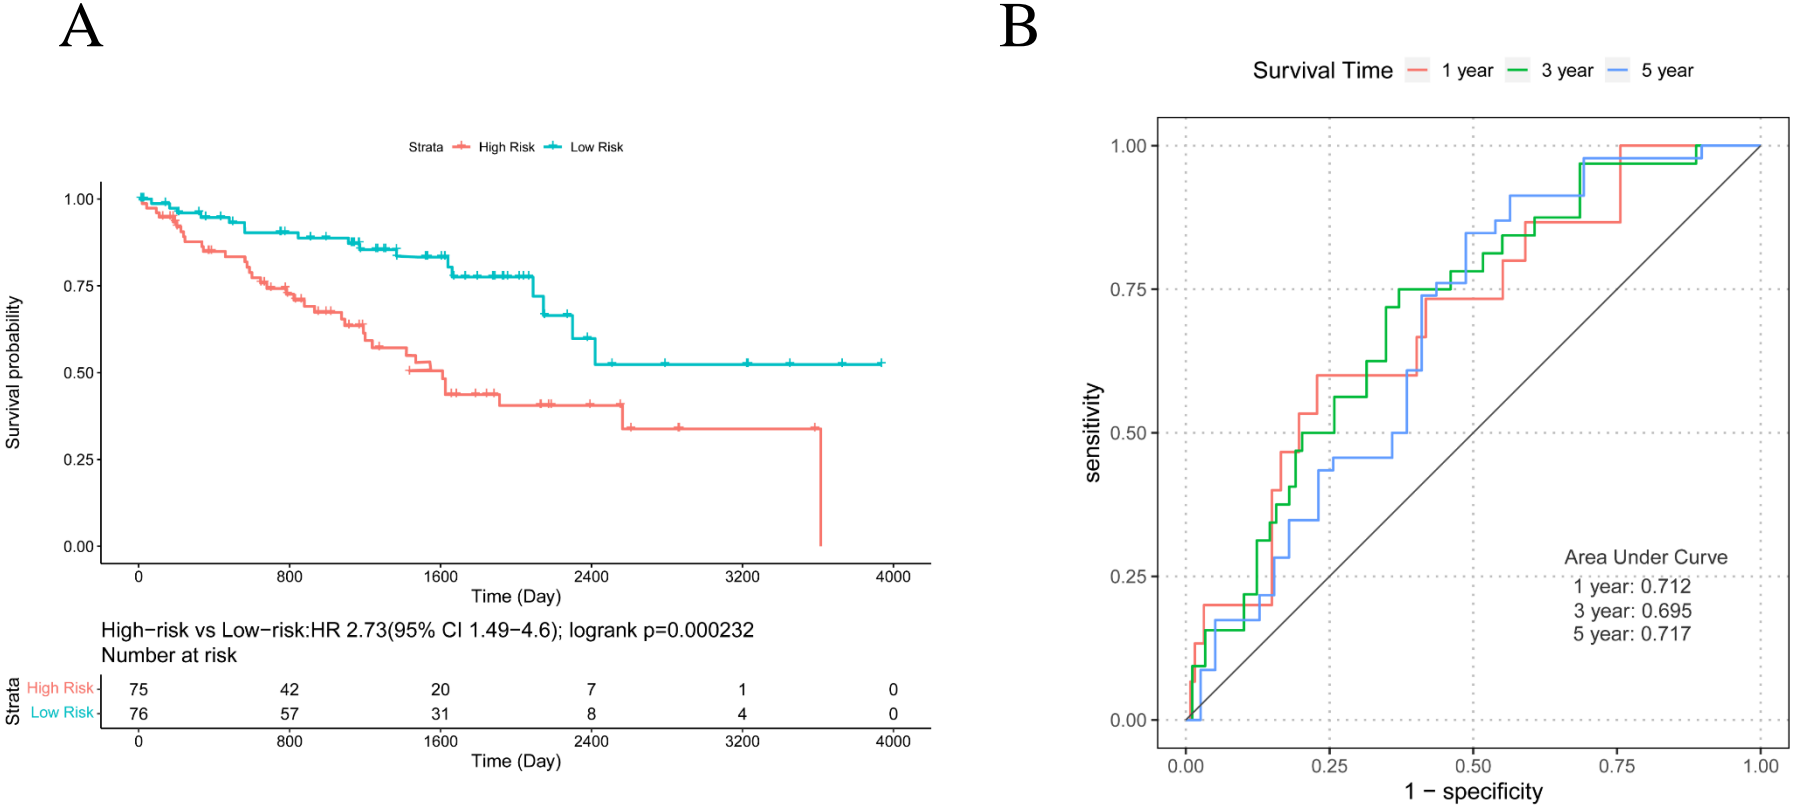 A
Strata High Risk Low Risk
Survival probability
1.00
0.75
0.50
0.25
0.00
0 800 1600 2400 3200 4000
Time (Day)
High−risk vs Low−risk:HR 2.73(95% CI 1.49−4.6); logrank p=0.000232
Number at risk
Strata
High Risk 75 42 20 7 1 0
Low Risk 76 57 31 8 4 0
0 800 1600 2400 3200 4000
Time (Day)
B
Survival Time 1 year 3 year 5 year
sensitivity
1.00
0.75
0.50
0.25
0.00
Area Under Curve
1 year: 0.712
3 year: 0.695
5 year: 0.717
0.00 0.25 0.50 0.75 1.00
1 − specificity